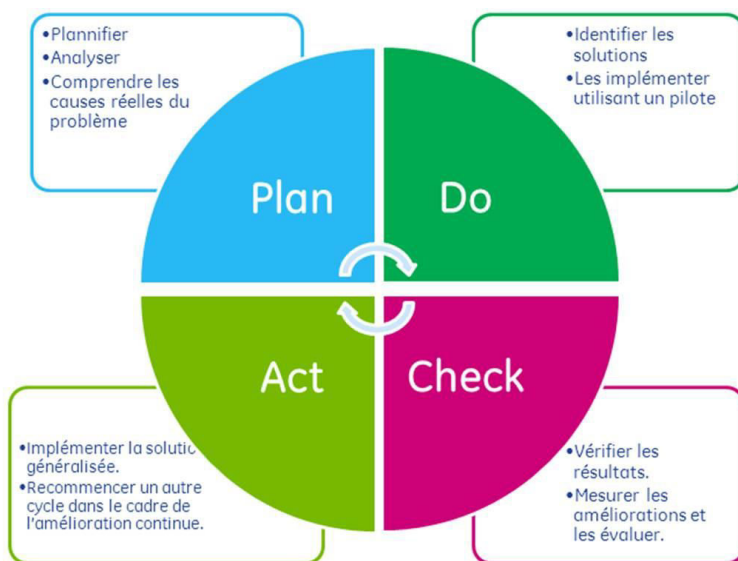 •Plannifier
•Analyser
•Comprendre les
causes réelles du
problème
•Identifier les
solutions
•Les implémenter
utilisant un pilote
Plan
Do
Act
Check
•Implémenter la
généralisée.
•Recommencer un autre
cycle dans le cadre de
l'amélioration continue.
•Vérifier les
résultats.
•Mesurer les
améliorations et
les évaluer.